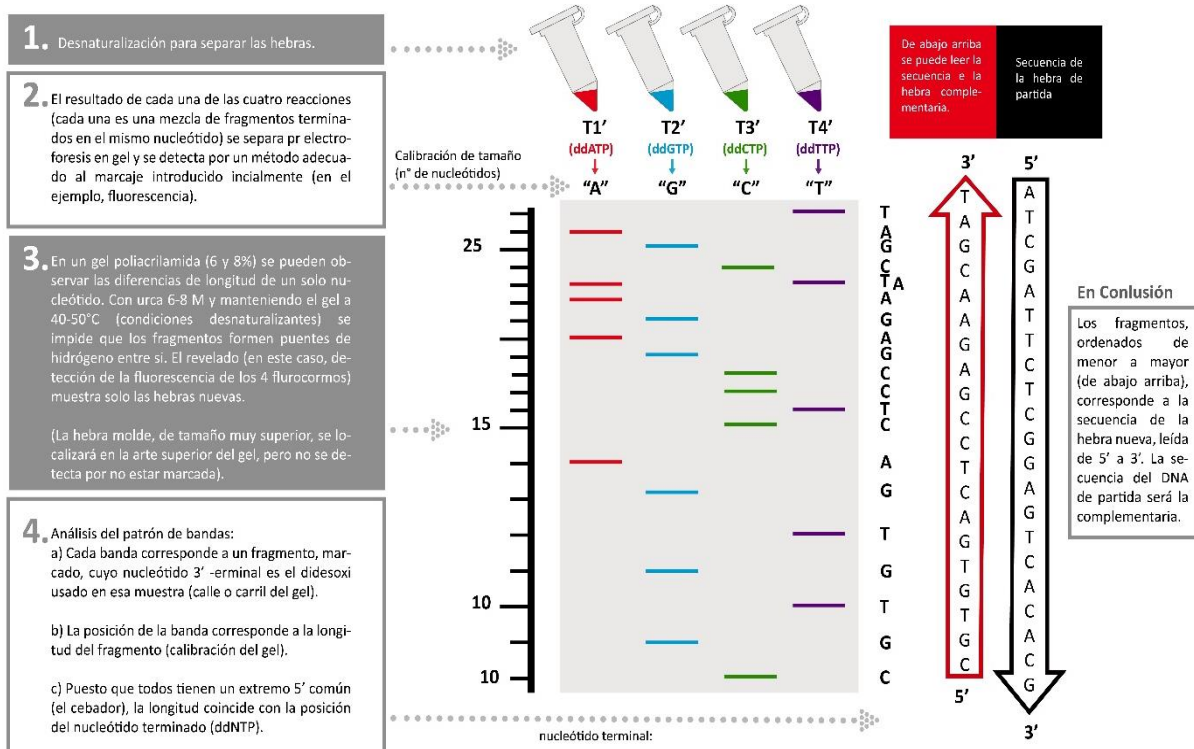 1. Desnaturalización para separar las hebras.
2. El resultado de cada una de las cuatro reacciones
(cada una es una mezcla de fragmentos termina
dos en el mismo nucleótido) se separa pr electro-
foresis en gel y se detecta por un método adecua-
do al marcaje introducido incialmente (en el
ejemplo, fluorescencia).
3. En un gel poliacrilamida (6 y 8%) se pueden ob-
servar las diferencias de longitud de un solo nu-
cleótido. Con urca 6-8 M y manteniendo el gel a
40-50°C (condiciones desnaturalizantes) se
impide que los fragmentos formen puentes de
hidrógeno entre si. El revelado (en este caso, de-
tección de la fluorescencia de los 4 flurocormos)
muestra solo las hebras nuevas.
(La hebra molde, de tamaño muy superior, se lo-
calizará en la arte superior del gel, pero no se de-
tecta por no estar marcada).
4. Análisis del patrón de bandas:
a) Cada banda corresponde a un fragmento, mar-
cado, cuyo nucleótido 3' -erminal es el didesoxi
usado en esa muestra (calle o carril del gel).
b) La posición de la banda corresponde a la longi-
tud del fragmento (calibración del gel).
c) Puesto que todos tienen un extremo 5' común
(el cebador), la longitud coincide con la posición
del nucleótido terminado (ddNTP).
T1' T2' T3' T4'
(ddATP) (ddGTP) (ddCTP) (ddTTP)
"A" "G" "C" "T"
Calibración de tamaño
(n° de nucleótidos)
25
15
10
10
T
A
G
C
TA
A
G
A
G
C
C
T
C
A
G
T
G
T
G
C
nucleótido terminal:
De abajo arriba
se puede leer la
secuencia e la
hebra comple-
mentaria.
Secuencia de
la hebra de
partida
3'
T
A
G
C
A
A
G
A
G
C
C
T
C
A
G
T
G
T
G
C
5'
5'
A
T
C
G
A
T
T
C
T
C
G
G
A
G
T
C
A
C
A
C
G
3'
En Conlusión
Los fragmentos,
ordenados de
menor a mayor
(de abajo arriba),
corresponde a la
secuencia de la
hebra nueva, leída
de 5' a 3'. La se-
cuencia del DNA
de partida será la
complementaria.